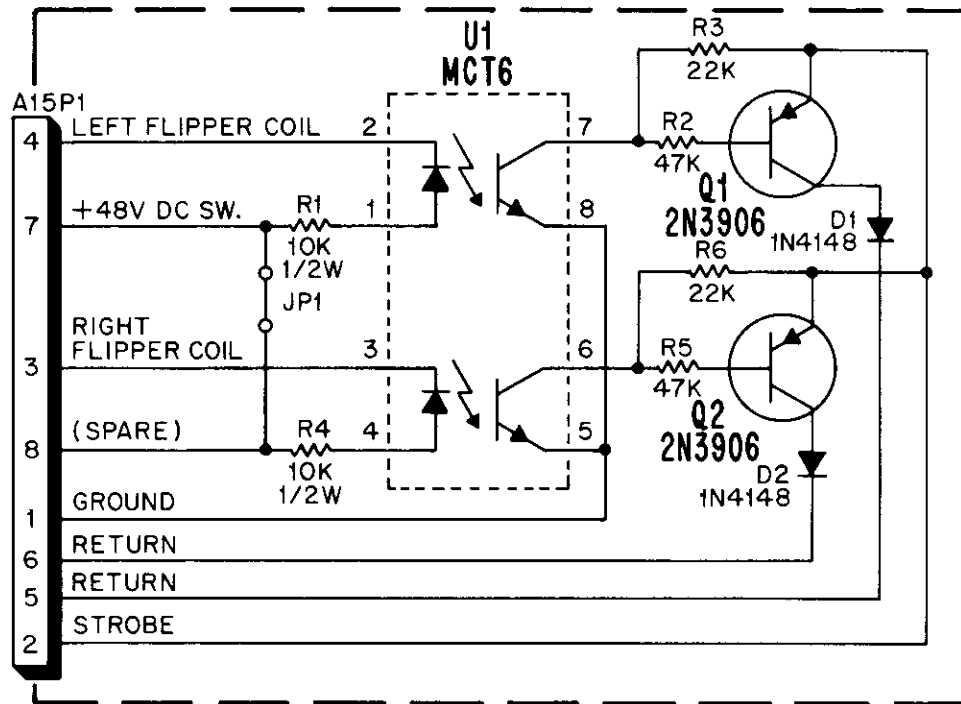 U1
MCT6
R3
22K
A15P1
4 LEFT FLIPPER COIL 2
7
R2
47K
Q1
2N3906
7 +48V DC SW.
R1
10K
1/2W
1
8
D1
1N4148
JP1
R6
22K
RIGHT
FLIPPER COIL
3
3
6
R5
47K
Q2
2N3906
8 (SPARE)
R4
10K
1/2W
4
5
D2
1N4148
1 GROUND
6 RETURN
5 RETURN
2 STROBE